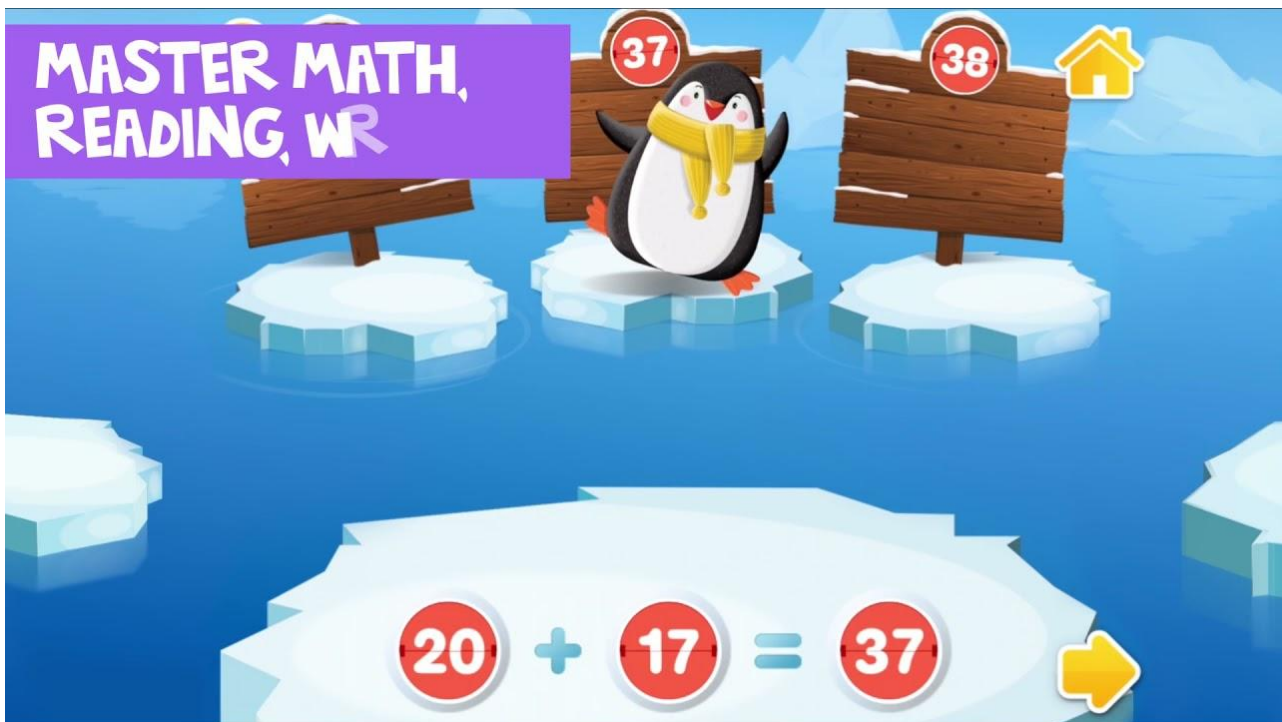 MASTER MATH,
READING, WR
37
38
20 + 17 = 37